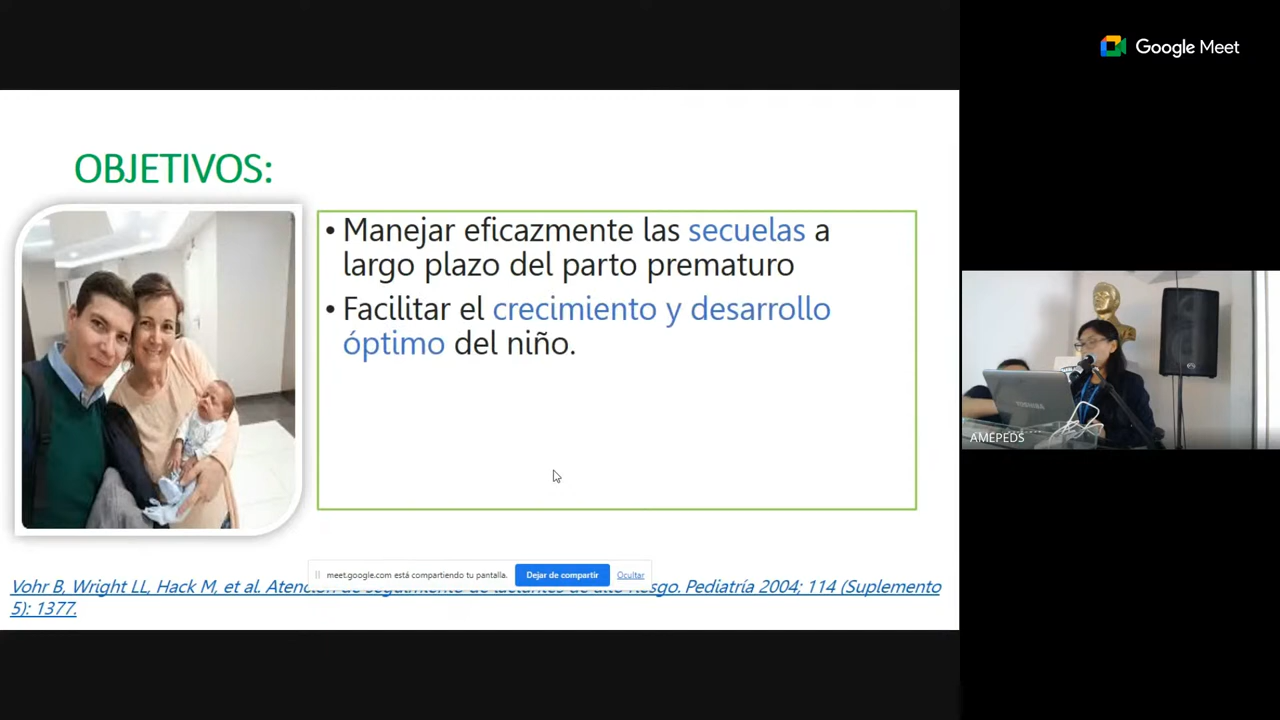 Google Meet
OBJETIVOS:
• Manejar eficazmente las secuelas a
largo plazo del parto prematuro
• Facilitar el crecimiento y desarrollo
óptimo del niño.
TOSHIBA
AMEPEDS
meet.google.com está compartiendo tu pantalla.
Dejar de compartir
Ocultar
Vohr B, Wright LL, Hack M, et al. Atención de seguimiento de lactantes de alto riesgo. Pediatría 2004; 114 (Suplemento
5): 1377.